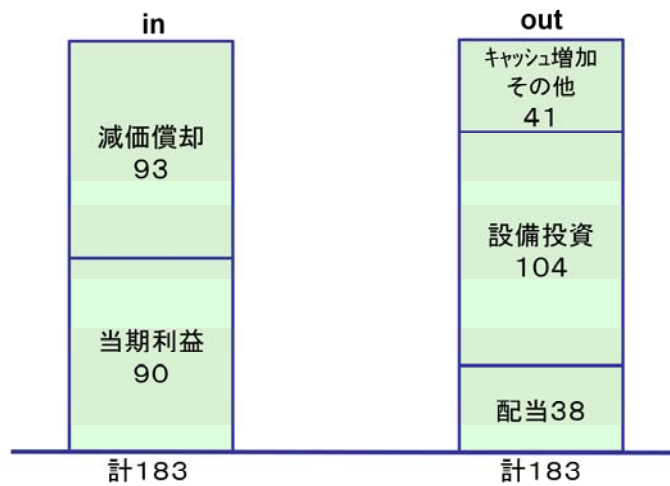 in
減価償却
93
当期利益
90
計183
out
キャッシュ増加
その他
41
設備投資
104
配当38
計183